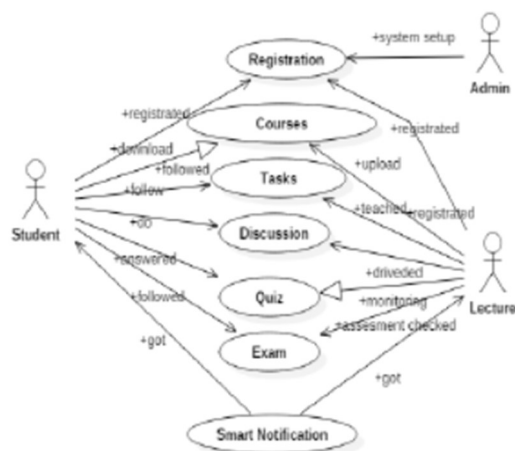 +system setup
Registration
Admin
+registrated
+registrated
Courses
+download
+followed
+upload
Tasks
+follow
+teached
+registrated
Student
+do
Discussion
+answered
+driveded
Quiz
+followed
+monitoring
Lecture
+assesment checked
Exam
+got
+got
Smart Notification